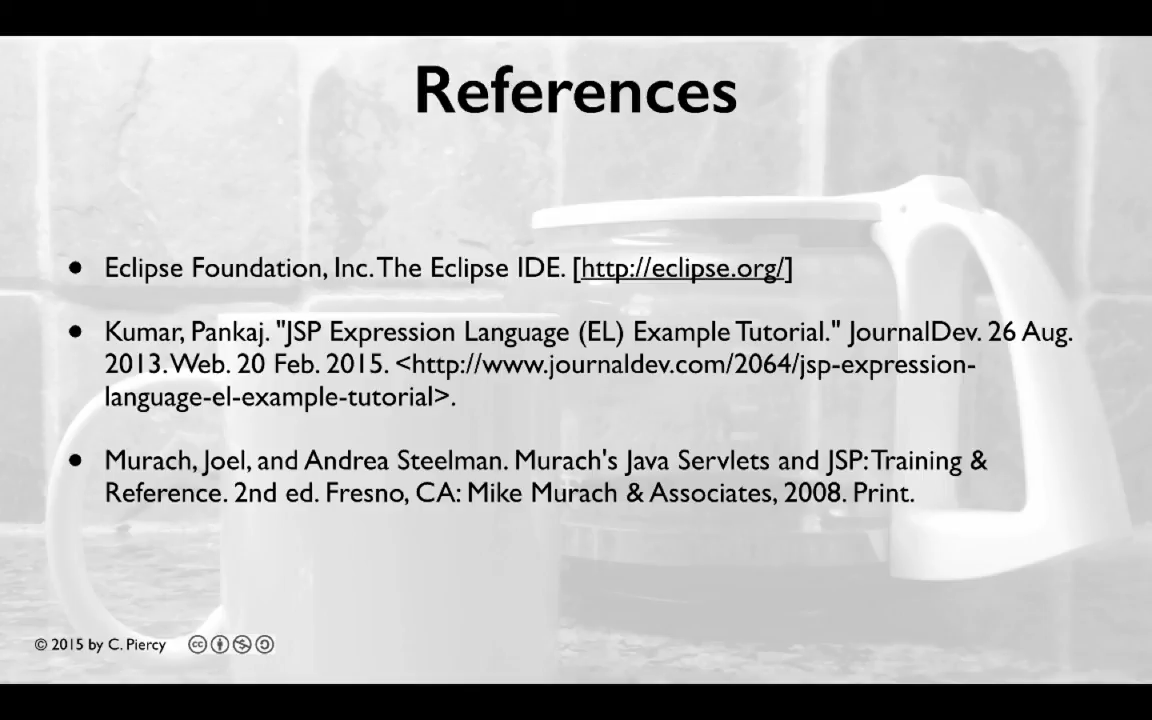 References
• Eclipse Foundation, Inc. The Eclipse IDE. [http://eclipse.org/]
• Kumar, Pankaj. "JSP Expression Language (EL) Example Tutorial." JournalDev. 26 Aug.
2013. Web. 20 Feb. 2015. <http://www.journaldev.com/2064/jsp-expression-
language-el-example-tutorial>.
• Murach, Joel, and Andrea Steelman. Murach's Java Servlets and JSP: Training &
Reference. 2nd ed. Fresno, CA: Mike Murach & Associates, 2008. Print.
© 2015 by C. Piercy